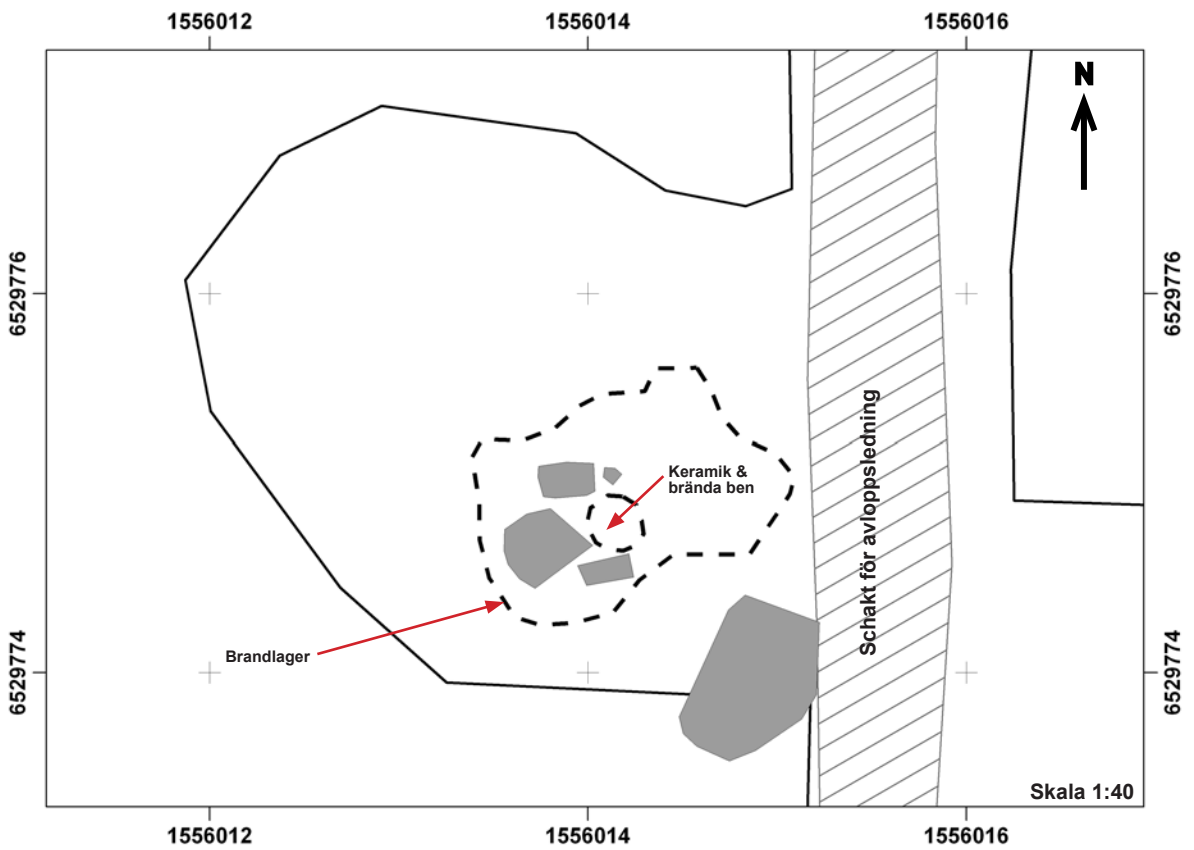 1556012
1556014
1556016
N
6529776
6529776
Schakt för avloppsledning
Keramik &
brända ben
Brandlager
6529774
6529774
Skala 1:40
1556012
1556014
1556016